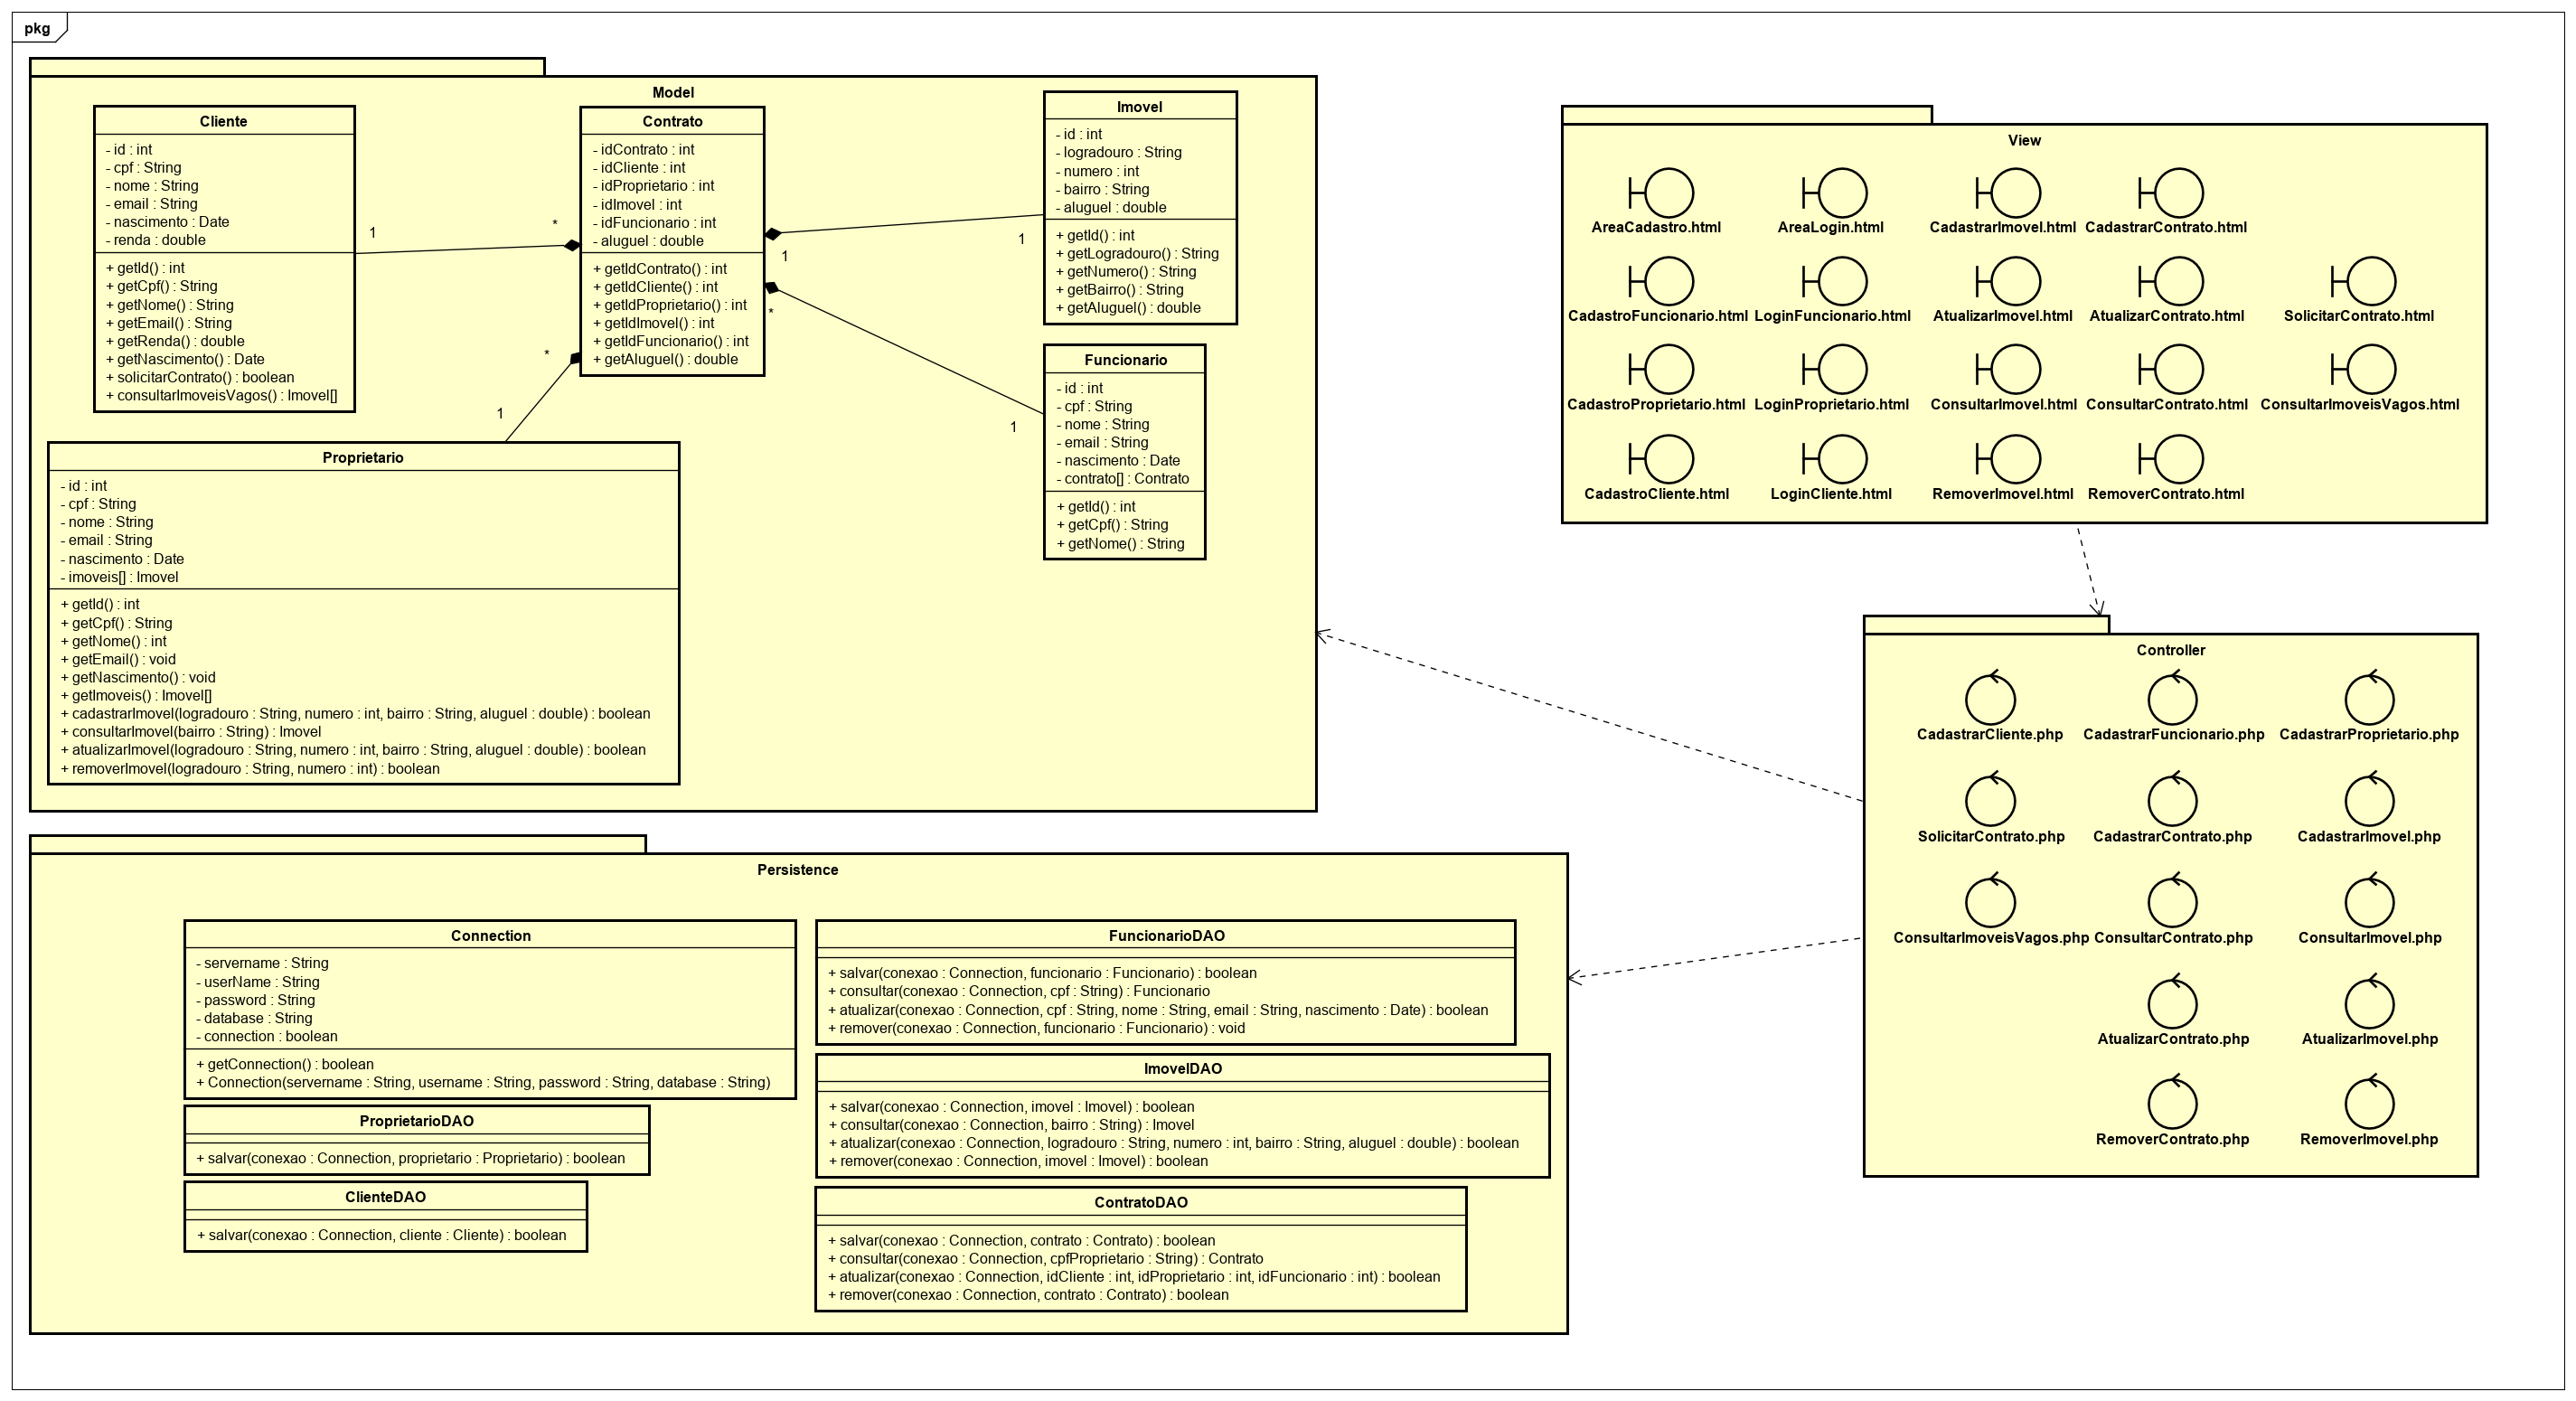 pkg
Model
Cliente
- id : int
- cpf : String
- nome : String
- email : String
- nascimento : Date
- renda : double
+ getId() : int
+ getCpf() : String
+ getNome() : String
+ getEmail() : String
+ getRenda() : double
+ getNascimento() : Date
+ solicitarContrato() : boolean
+ consultarImoveisVagos() : Imovel[]
1
*
Contrato
- idContrato : int
- idCliente : int
- idProprietario : int
- idImovel : int
- idFuncionario : int
- aluguel : double
+ getIdContrato() : int
+ getIdCliente() : int
+ getIdProprietario() : int
+ getIdImovel() : int
+ getIdFuncionario() : int
+ getAluguel() : double
1
1
*
1
*
1
Imovel
- id : int
- logradouro : String
- numero : int
- bairro : String
- aluguel : double
+ getId() : int
+ getLogradouro() : String
+ getNumero() : String
+ getBairro() : String
+ getAluguel() : double
Funcionario
- id : int
- cpf : String
- nome : String
- email : String
- nascimento : Date
- contrato[] : Contrato
+ getId() : int
+ getCpf() : String
+ getNome() : String
Proprietario
- id : int
- cpf : String
- nome : String
- email : String
- nascimento : Date
- imoveis[] : Imovel
+ getId() : int
+ getCpf() : String
+ getNome() : int
+ getEmail() : void
+ getNascimento() : void
+ getImoveis() : Imovel[]
+ cadastrarImovel(logradouro : String, numero : int, bairro : String, aluguel : double) : boolean
+ consultarImovel(bairro : String) : Imovel
+ atualizarImovel(logradouro : String, numero : int, bairro : String, aluguel : double) : boolean
+ removerImovel(logradouro : String, numero : int) : boolean
View
AreaCadastro.html AreaLogin.html CadastrarImovel.html CadastrarContrato.html
CadastroFuncionario.html LoginFuncionario.html AtualizarImovel.html AtualizarContrato.html SolicitarContrato.html
CadastroProprietario.html LoginProprietario.html ConsultarImovel.html ConsultarContrato.html ConsultarImoveisVagos.html
CadastroCliente.html LoginCliente.html RemoverImovel.html RemoverContrato.html
Controller
CadastrarCliente.php CadastrarFuncionario.php CadastrarProprietario.php
SolicitarContrato.php CadastrarContrato.php CadastrarImovel.php
ConsultarImoveisVagos.php ConsultarContrato.php ConsultarImovel.php
AtualizarContrato.php AtualizarImovel.php
RemoverContrato.php RemoverImovel.php
Persistence
Connection
- servername : String
- userName : String
- password : String
- database : String
- connection : boolean
+ getConnection() : boolean
+ Connection(servername : String, username : String, password : String, database : String)
ProprietarioDAO
+ salvar(conexao : Connection, proprietario : Proprietario) : boolean
ClienteDAO
+ salvar(conexao : Connection, cliente : Cliente) : boolean
FuncionarioDAO
+ salvar(conexao : Connection, funcionario : Funcionario) : boolean
+ consultar(conexao : Connection, cpf : String) : Funcionario
+ atualizar(conexao : Connection, cpf : String, nome : String, email : String, nascimento : Date) : boolean
+ remover(conexao : Connection, funcionario : Funcionario) : void
ImovelDAO
+ salvar(conexao : Connection, imovel : Imovel) : boolean
+ consultar(conexao : Connection, bairro : String) : Imovel
+ atualizar(conexao : Connection, logradouro : String, numero : int, bairro : String, aluguel : double) : boolean
+ remover(conexao : Connection, imovel : Imovel) : boolean
ContratoDAO
+ salvar(conexao : Connection, contrato : Contrato) : boolean
+ consultar(conexao : Connection, cpfProprietario : String) : Contrato
+ atualizar(conexao : Connection, idCliente : int, idProprietario : int, idFuncionario : int) : boolean
+ remover(conexao : Connection, contrato : Contrato) : boolean